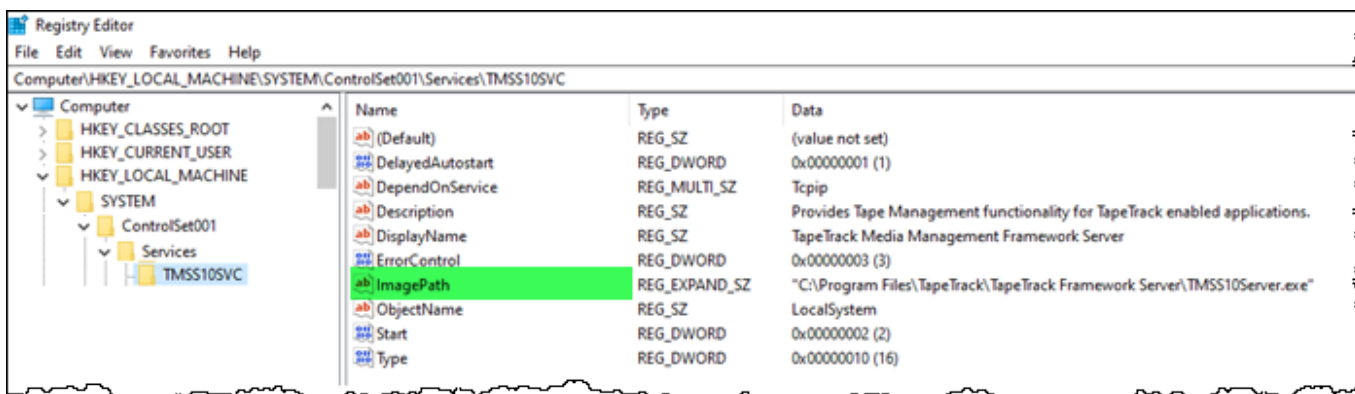 Registry Editor
File Edit View Favorites Help
Computer\HKEY_LOCAL_MACHINE\SYSTEM\ControlSet001\Services\TMSS10SVC
Computer
HKEY_CLASSES_ROOT
HKEY_CURRENT_USER
HKEY_LOCAL_MACHINE
SYSTEM
ControlSet001
Services
TMSS10SVC
Name Type Data
(Default) REG_SZ (value not set)
DelayedAutostart REG_DWORD 0x00000001 (1)
DependOnService REG_MULTI_SZ Tcpip
Description REG_SZ Provides Tape Management functionality for TapeTrack enabled applications.
DisplayName REG_SZ TapeTrack Media Management Framework Server
ErrorControl REG_DWORD 0x00000003 (3)
ImagePath REG_EXPAND_SZ "C:\Program Files\TapeTrack\TapeTrack Framework Server\TMSS10Server.exe"
ObjectName REG_SZ LocalSystem
Start REG_DWORD 0x00000002 (2)
Type REG_DWORD 0x00000010 (16)